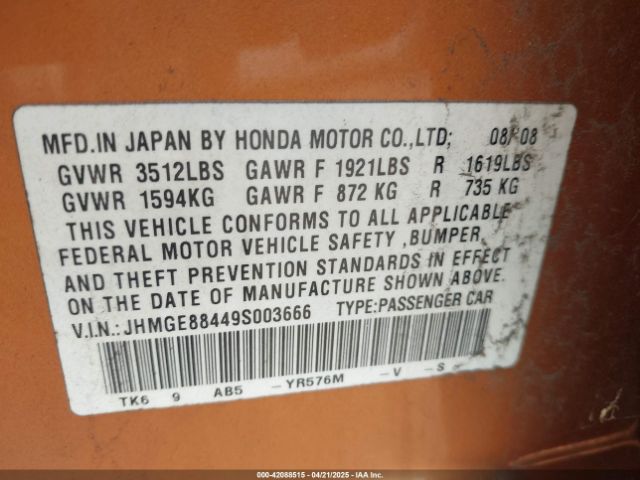 MFD.IN JAPAN BY HONDA MOTOR CO.,LTD; 08/08
GVWR 3512LBS GAWR F 1921LBS R 1619LBS
GVWR 1594KG GAWR F 872 KG R 735 KG
THIS VEHICLE CONFORMS TO ALL APPLICABLE
FEDERAL MOTOR VEHICLE SAFETY ,BUMPER,
AND THEFT PREVENTION STANDARDS IN EFFECT
ON THE DATE OF MANUFACTURE SHOWN ABOVE.
V.I.N.: JHMGE88449S003666 TYPE:PASSENGER CAR
TK6 9 AB5 -YR576M -V -S
000-42088515 - 04/21/2025 - IAA Inc.